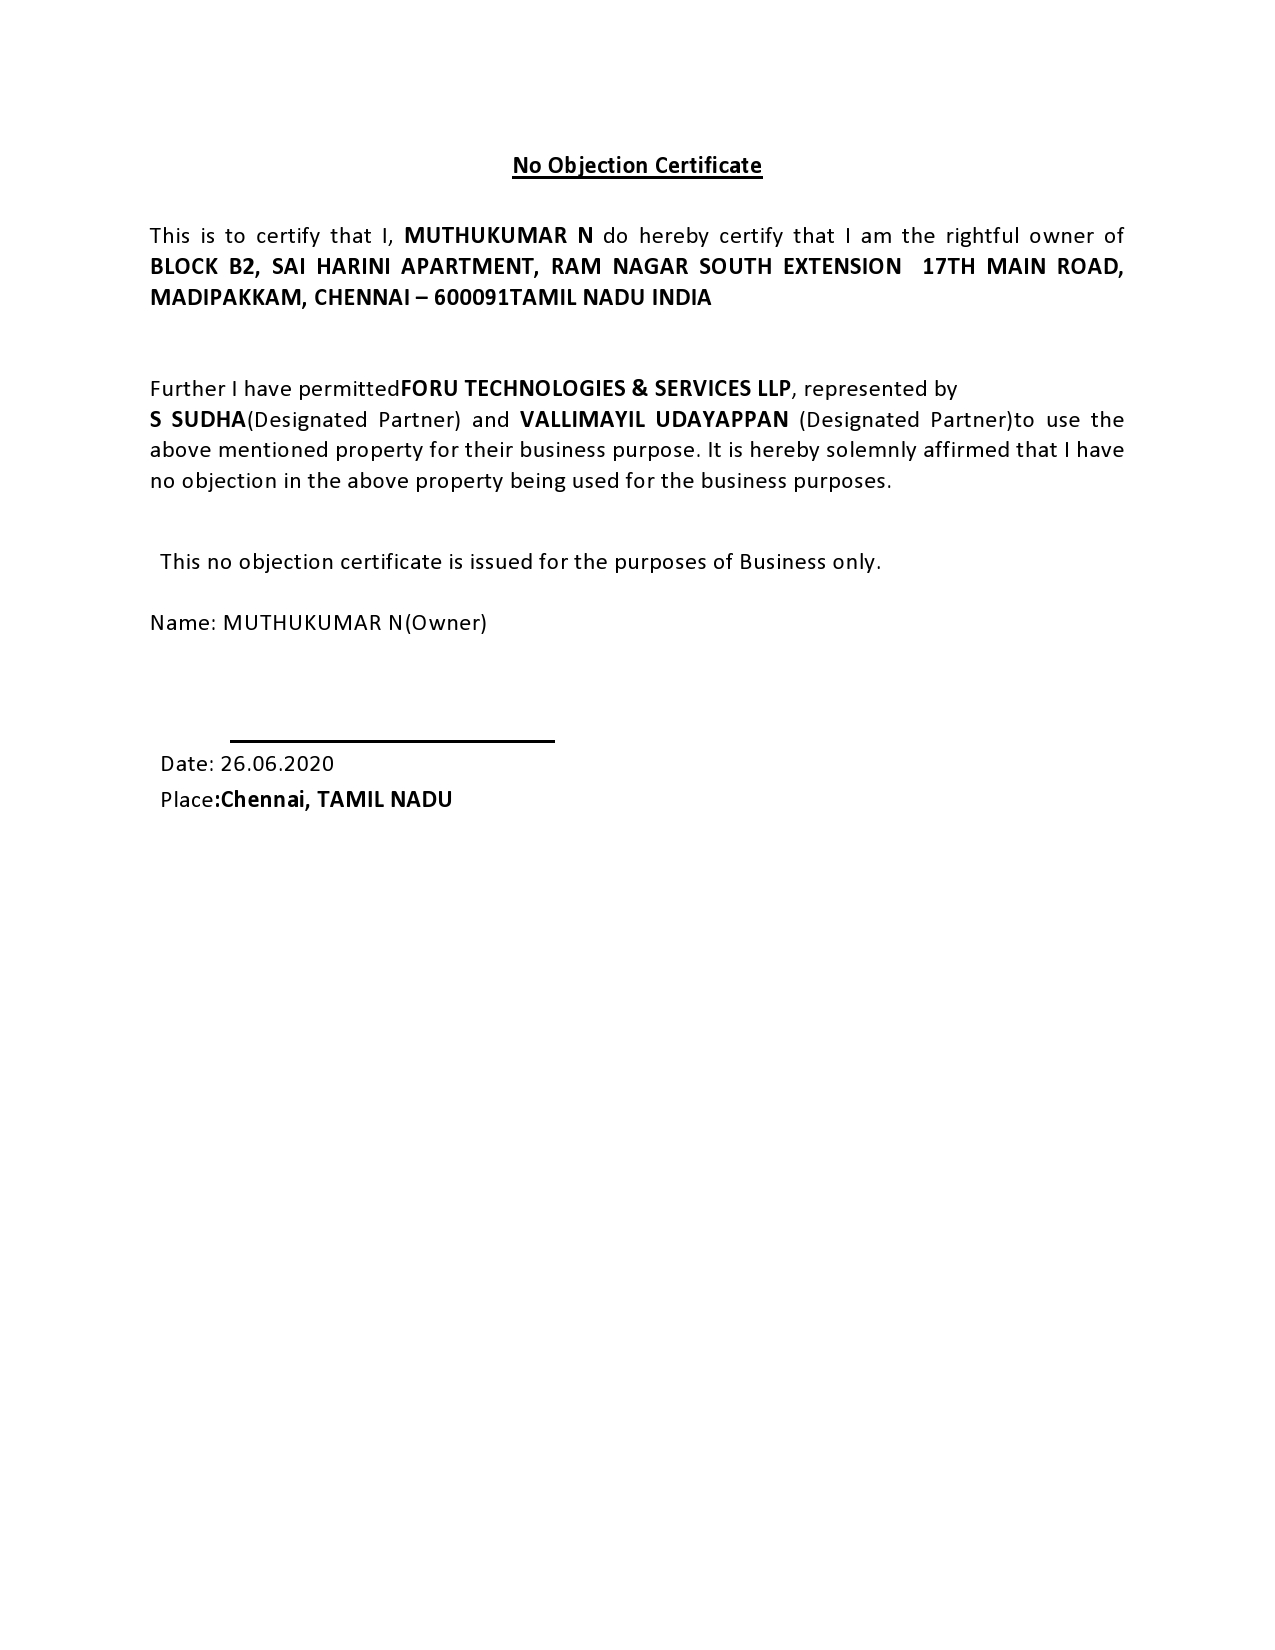 No Objection Certificate
This is to certify that I, MUTHUKUMAR N do hereby certify that I am the rightful owner of
BLOCK B2, SAI HARINI APARTMENT, RAM NAGAR SOUTH EXTENSION  17TH MAIN ROAD,
MADIPAKKAM, CHENNAI – 600091TAMIL NADU INDIA
Further I have permittedFORU TECHNOLOGIES & SERVICES LLP, represented by
S SUDHA(Designated Partner) and VALLIMAYIL UDAYAPPAN (Designated Partner)to use the
above mentioned property for their business purpose. It is hereby solemnly affirmed that I have
no objection in the above property being used for the business purposes.
This no objection certificate is issued for the purposes of Business only.
Name: MUTHUKUMAR N(Owner)
Date: 26.06.2020
Place:Chennai, TAMIL NADU